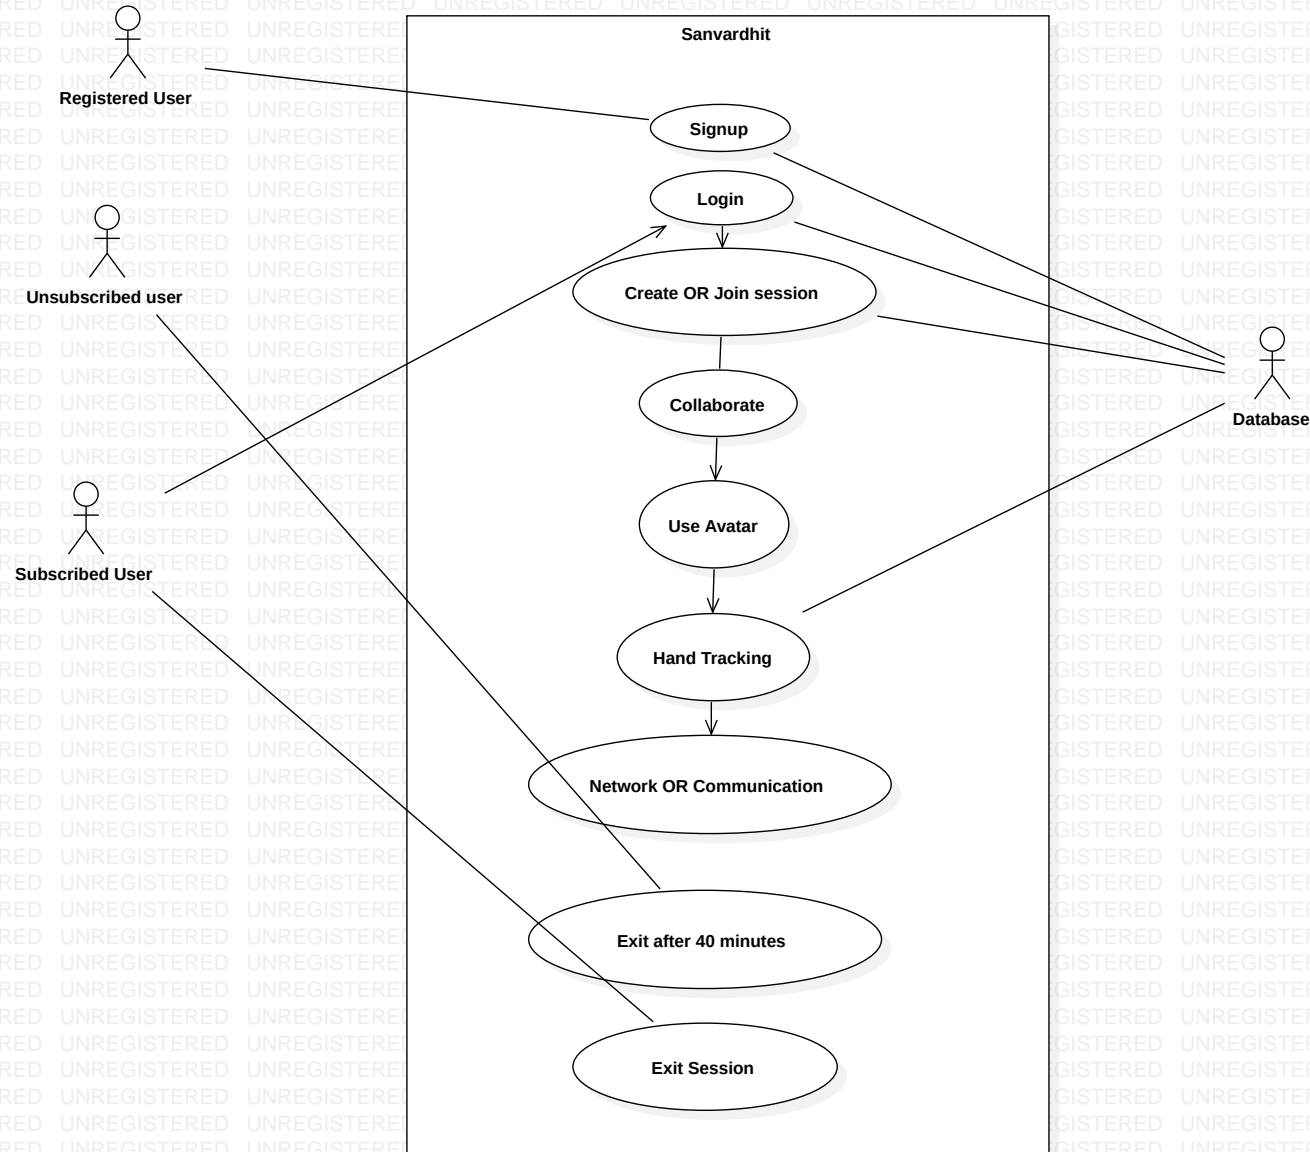 Sanvardhit
Registered User
Signup
Login
Unsubscribed user
Create OR Join session
Collaborate
Database
Use Avatar
Subscribed User
Hand Tracking
Network OR Communication
Exit after 40 minutes
Exit Session
UNREGISTERED